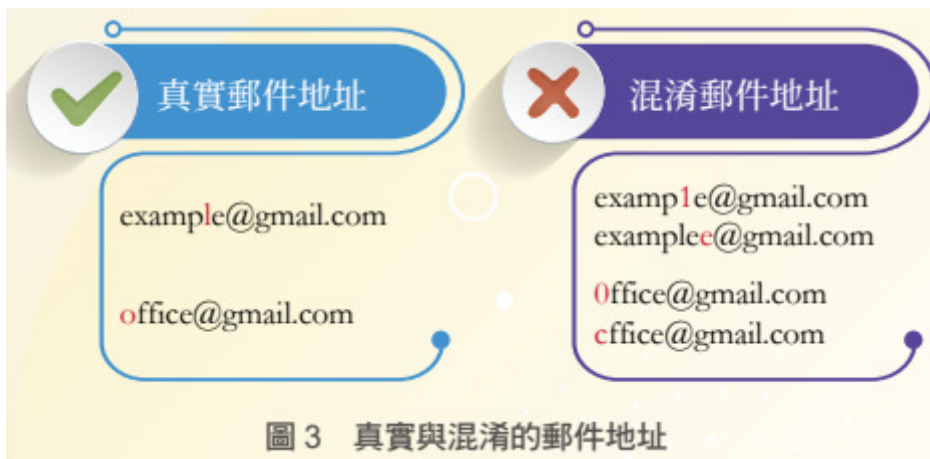 真實郵件地址
example@gmail.com
office@gmail.com
混淆郵件地址
examp1e@gmail.com
examplee@gmail.com
0ffice@gmail.com
cffice@gmail.com
圖 3 真實與混淆的郵件地址